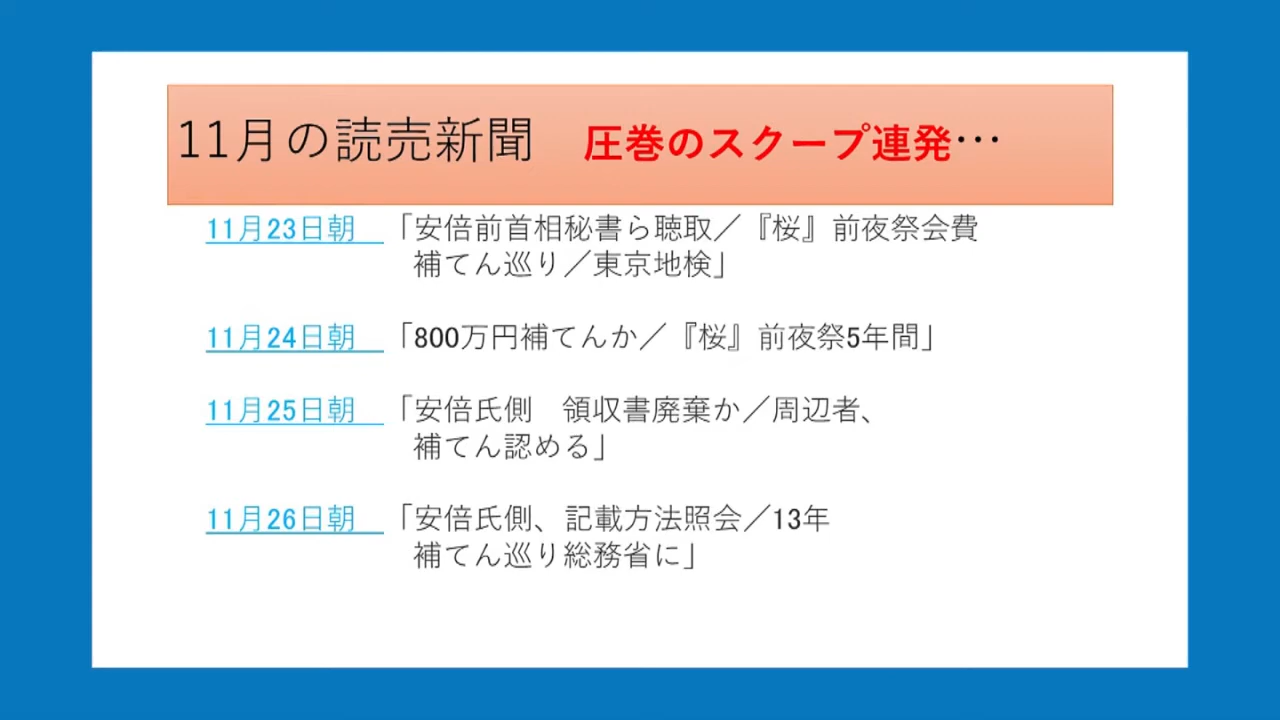 11月の読売新聞　圧巻のスクープ連発…
11月23日朝　「安倍前首相秘書ら聴取／『桜』前夜祭会費
補てん巡り／東京地検」
11月24日朝　「800万円補てんか／『桜』前夜祭5年間」
11月25日朝　「安倍氏側　領収書廃棄か／周辺者、
補てん認める」
11月26日朝　「安倍氏側、記載方法照会／13年
補てん巡り総務省に」